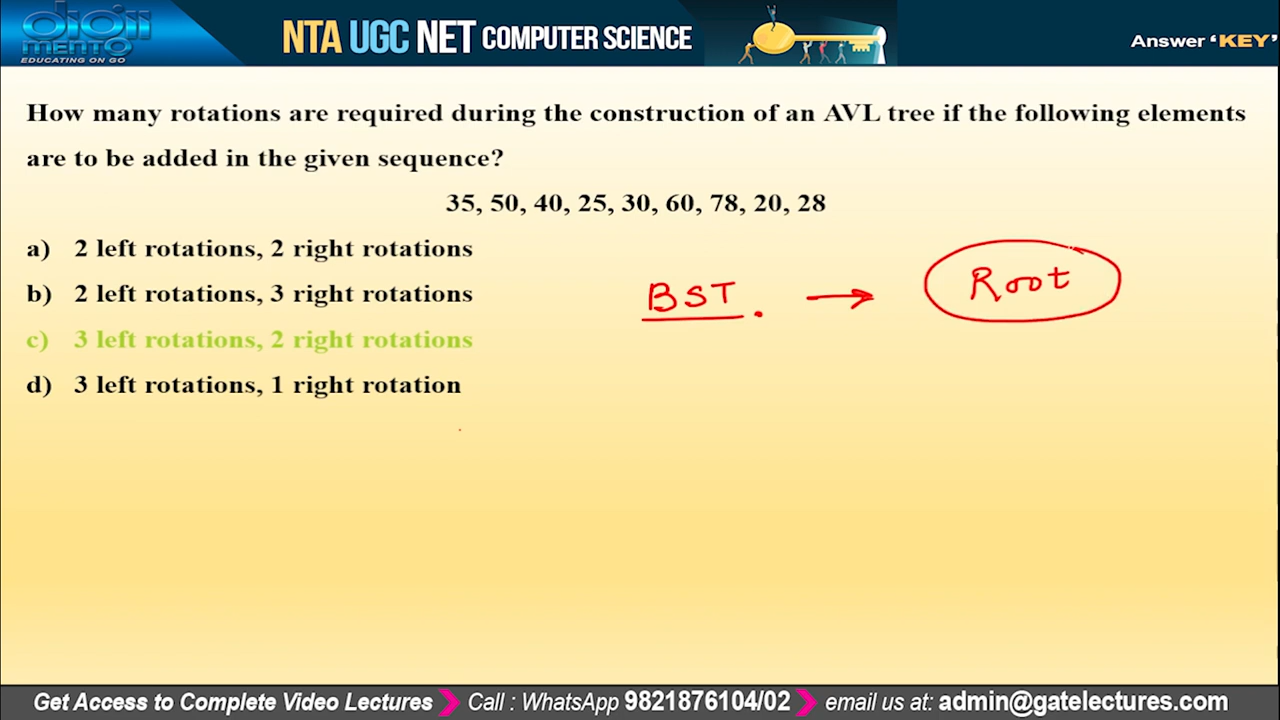 digii
MENTO
EDUCATING ON GO
NTA UGC NET COMPUTER SCIENCE
Answer ‘KEY’
How many rotations are required during the construction of an AVL tree if the following elements
are to be added in the given sequence?
35, 50, 40, 25, 30, 60, 78, 20, 28
a) 2 left rotations, 2 right rotations
b) 2 left rotations, 3 right rotations
c) 3 left rotations, 2 right rotations
d) 3 left rotations, 1 right rotation
BST. → Root
Get Access to Complete Video Lectures Call : WhatsApp 9821876104/02 email us at: admin@gatelectures.com